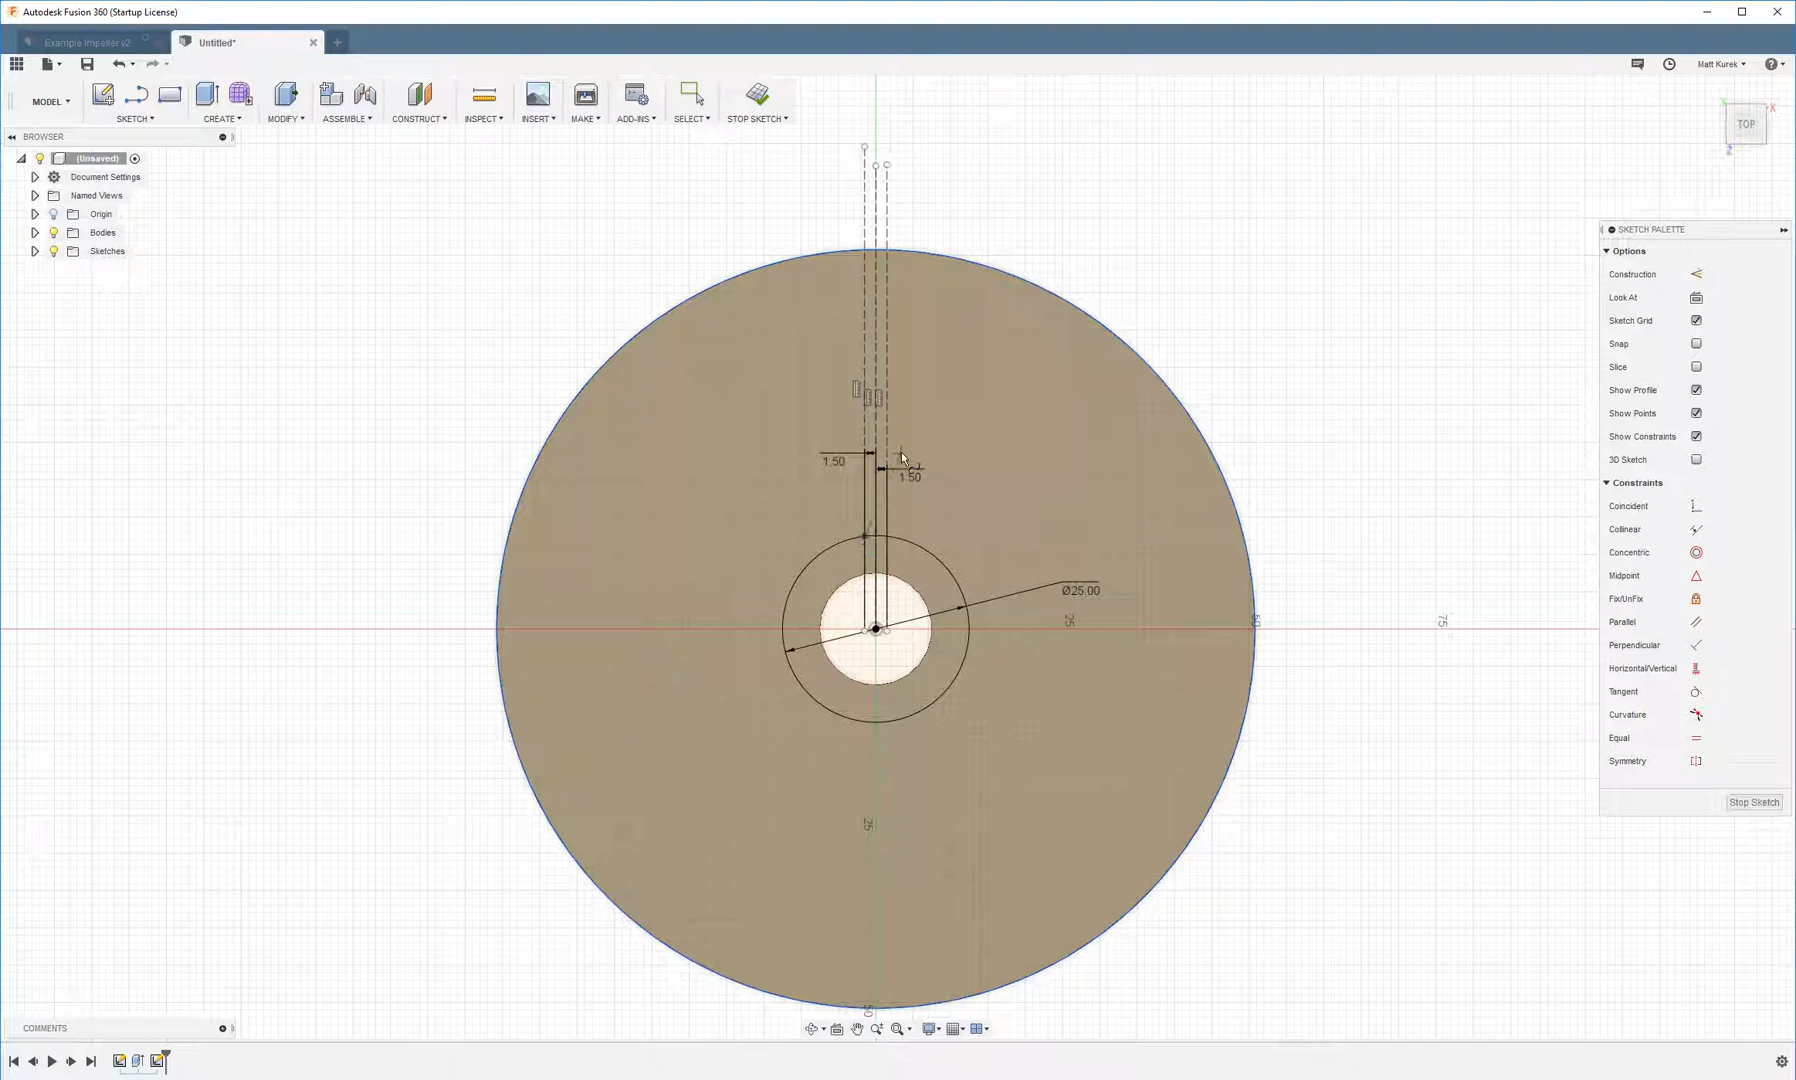 Autodesk Fusion 360 (Startup License)
Example Impeller v2
Untitled*
Matt Kurek
MODEL
SKETCH
CREATE
MODIFY
ASSEMBLE
CONSTRUCT
INSPECT
INSERT
MAKE
ADD-INS
SELECT
STOP SKETCH
TOP
X
BROWSER
(Unsaved)
Document Settings
Named Views
Origin
Bodies
Sketches
SKETCH PALETTE
Options
Construction
Look At
Sketch Grid
Snap
Slice
Show Profile
Show Points
Show Constraints
3D Sketch
Constraints
Coincident
Collinear
Concentric
Midpoint
Fix/UnFix
Parallel
Perpendicular
Horizontal/Vertical
Tangent
Curvature
Equal
Symmetry
Stop Sketch
1.50
1.50
Ø25.00
25
50
75
25
50
COMMENTS